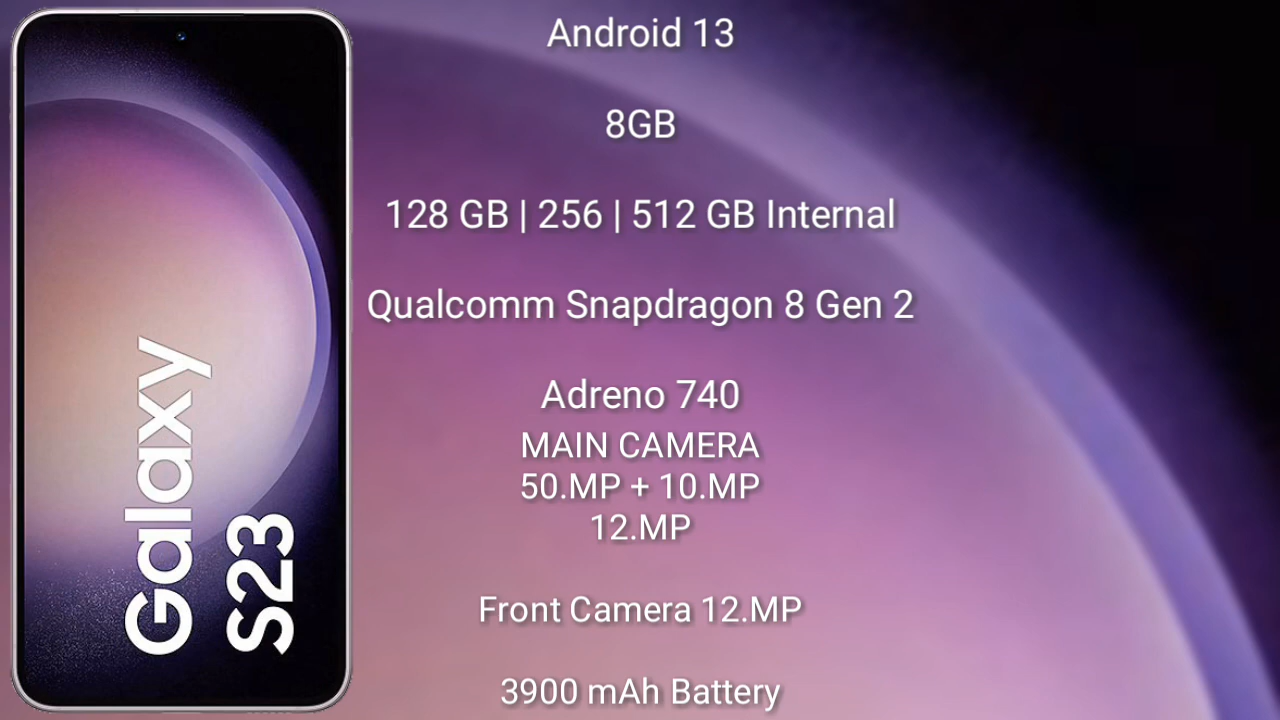 Galaxy
S23
Android 13
8GB
128 GB | 256 | 512 GB Internal
Qualcomm Snapdragon 8 Gen 2
Adreno 740
MAIN CAMERA
50.MP + 10.MP
12.MP
Front Camera 12.MP
3900 mAh Battery